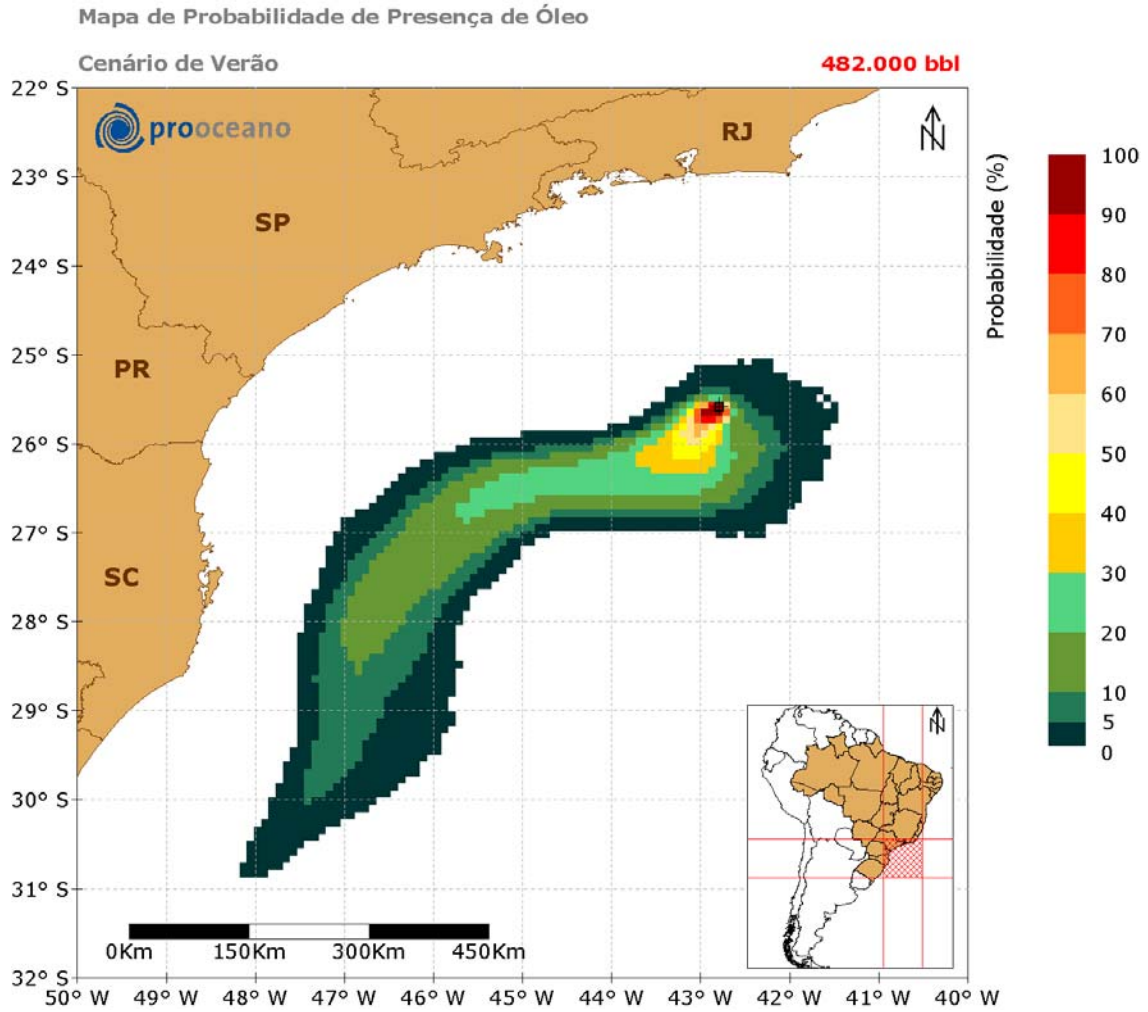 Mapa de Probabilidade de Presença de Óleo
Cenário de Verão
482.000 bbl
22° S
23° S
24° S
25° S
26° S
27° S
28° S
29° S
30° S
31° S
32° S
prooceano
N
RJ
SP
PR
SC
Probabilidade (%)
100
90
80
70
60
50
40
30
20
10
5
0
N
0Km 150Km 300Km 450Km
50° W 49° W 48° W 47° W 46° W 45° W 44° W 43° W 42° W 41° W 40° W